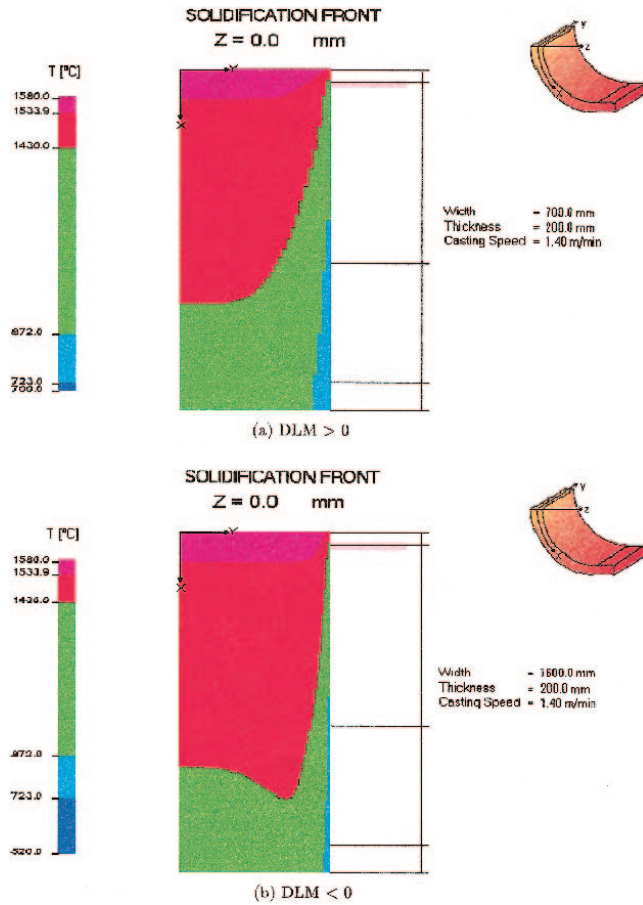 SOLIDIFICATION FRONT
Z = 0.0 mm
T [°C]
Y
X
1580.0
1533.9
1430.0
972.0
723.0
700.0
y
z
X
Width = 700.0 mm
Thickness = 200.0 mm
Casting Speed = 1.40 m/min
(a) DLM > 0
SOLIDIFICATION FRONT
Z = 0.0 mm
T [°C]
Y
X
1580.0
1533.9
1430.0
972.0
723.0
y
z
X
Width = 1600.0 mm
Thickness = 200.0 mm
Casting Speed = 1.40 m/min
(b) DLM < 0